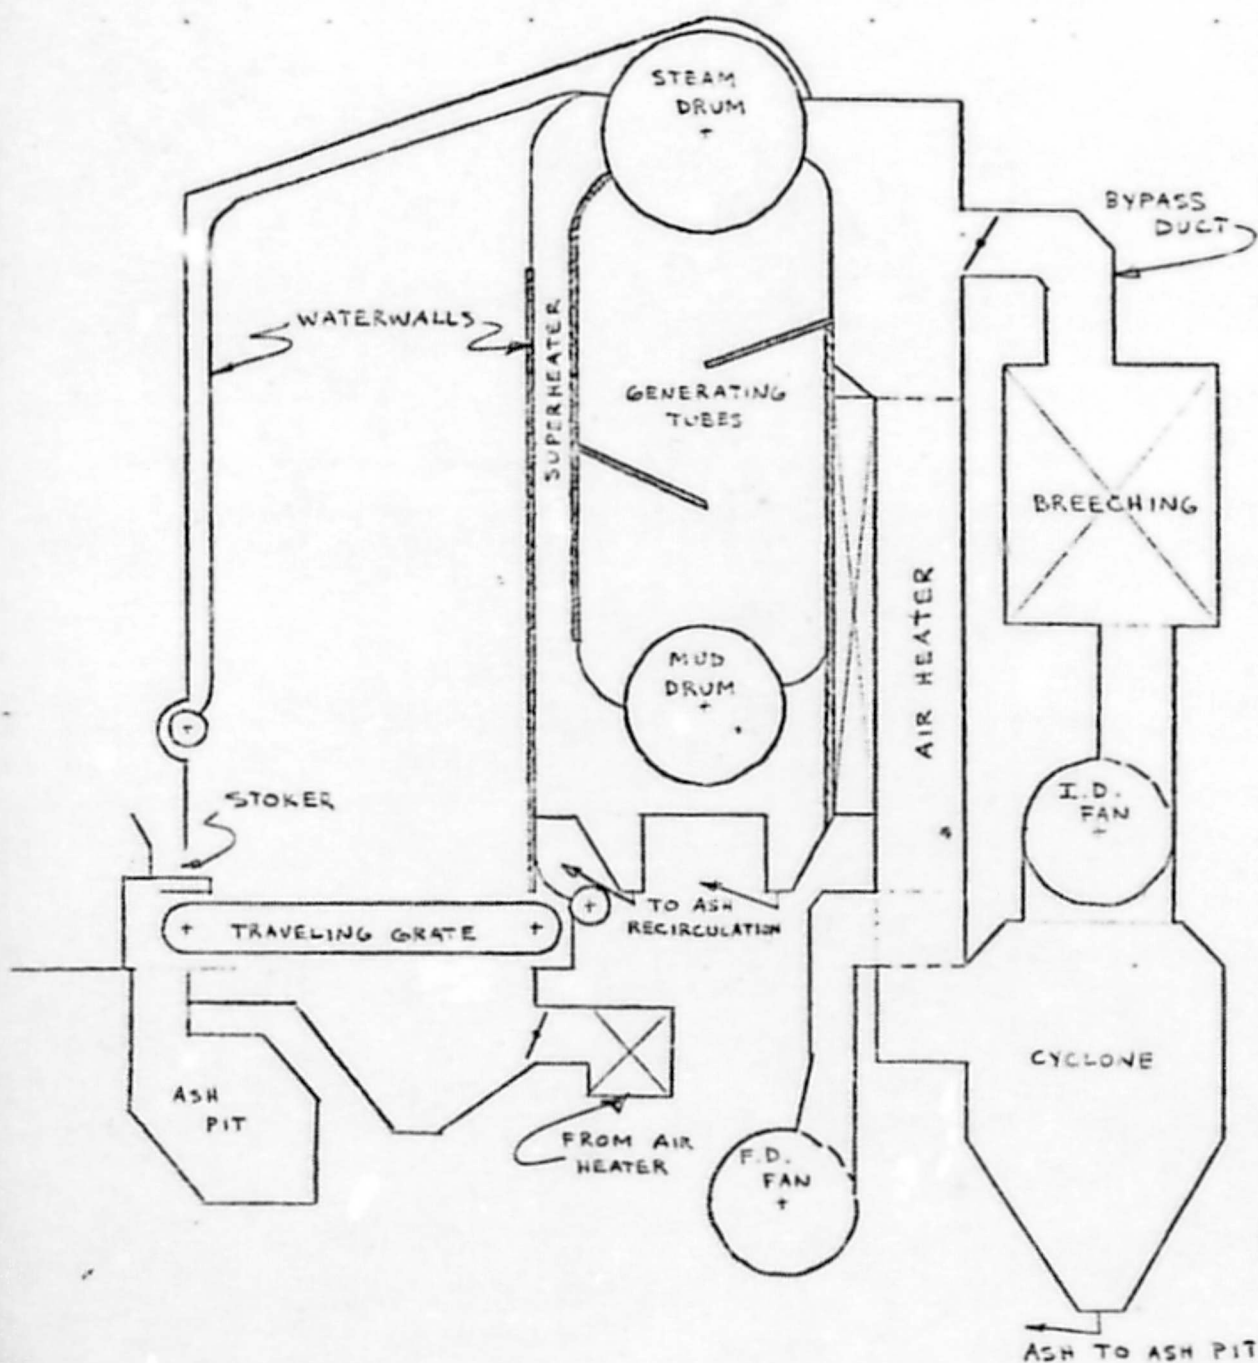 STEAM
DRUM
BYPASS
DUCT
WATERWALLS
SUPERHEATER
GENERATING
TUBES
BREECHING
AIR HEATER
MUD
DRUM
I.D.
FAN
STOKER
TO ASH
RECIRCULATION
TRAVELING GRATE
CYCLONE
ASH
PIT
FROM AIR
HEATER
F.D.
FAN
ASH TO ASH PIT